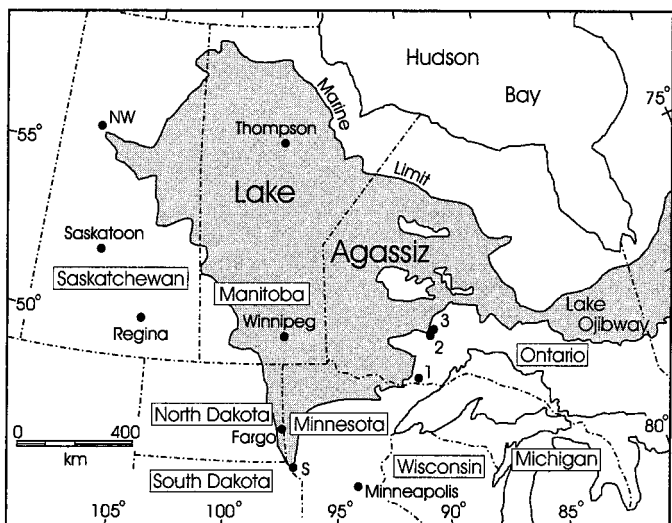 Hudson
Bay
75°
NW
55°
Thompson
Marine
Limit
Lake
Agassiz
Saskatoon
Saskatchewan
Manitoba
50°
Regina
Winnipeg
Lake
Ojibway
3
2
1
Ontario
North Dakota
Minnesota
Fargo
0 400
km
South Dakota
S
Wisconsin
Michigan
80°
Minneapolis
105° 100° 95° 90° 85°